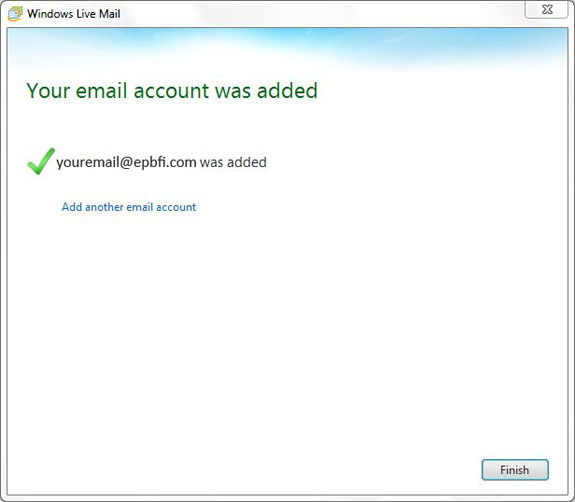 Windows Live Mail
Your email account was added
youremail@epbfi.com was added
Add another email account
Finish